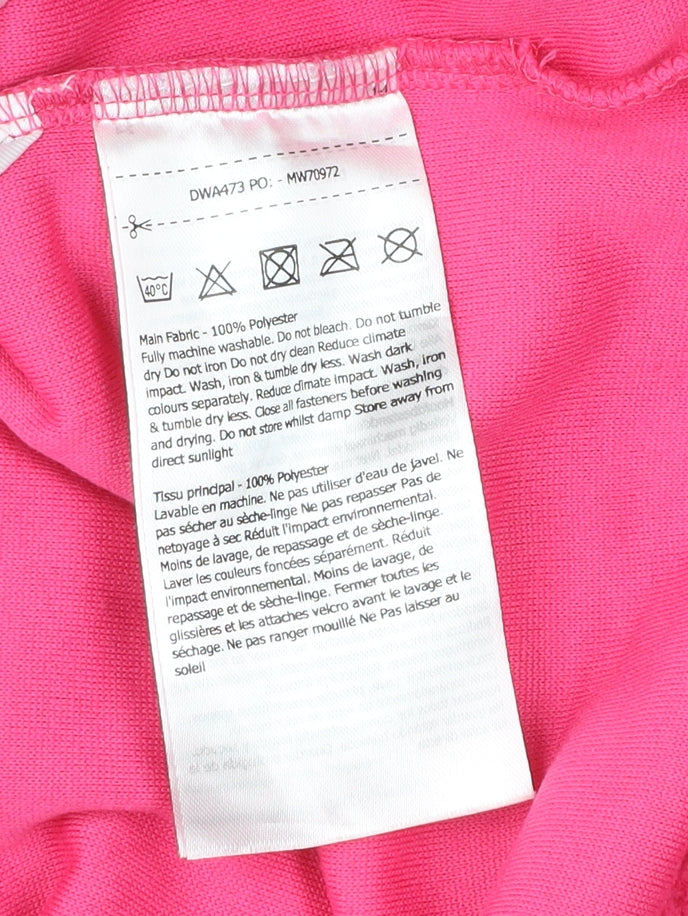 DWA473 PO: - MW70972
40°C
Main Fabric - 100% Polyester
Fully machine washable. Do not bleach. Do not tumble
dry Do not iron Do not dry clean Reduce climate
impact. Wash, iron & tumble dry less. Wash dark
colours separately. Reduce climate impact. Wash, iron
& tumble dry less. Close all fasteners before washing
and drying. Do not store whilst damp Store away from
direct sunlight
Tissu principal - 100% Polyester
Lavable en machine. Ne pas utiliser d'eau de javel. Ne
pas sécher au sèche-linge Ne pas repasser Pas de
netoyage à sec Réduit l'impact environnemental.
Moins de lavage, de repassage et de sèche-linge.
Laver les couleurs foncées séparément. Réduit
l'impact environnemental. Moins de lavage, de
repassage et de sèche-linge. Fermer toutes les
glissières et les attaches velcro avant le lavage et le
séchage. Ne pas ranger mouillé Ne Pas laisser au
soleil